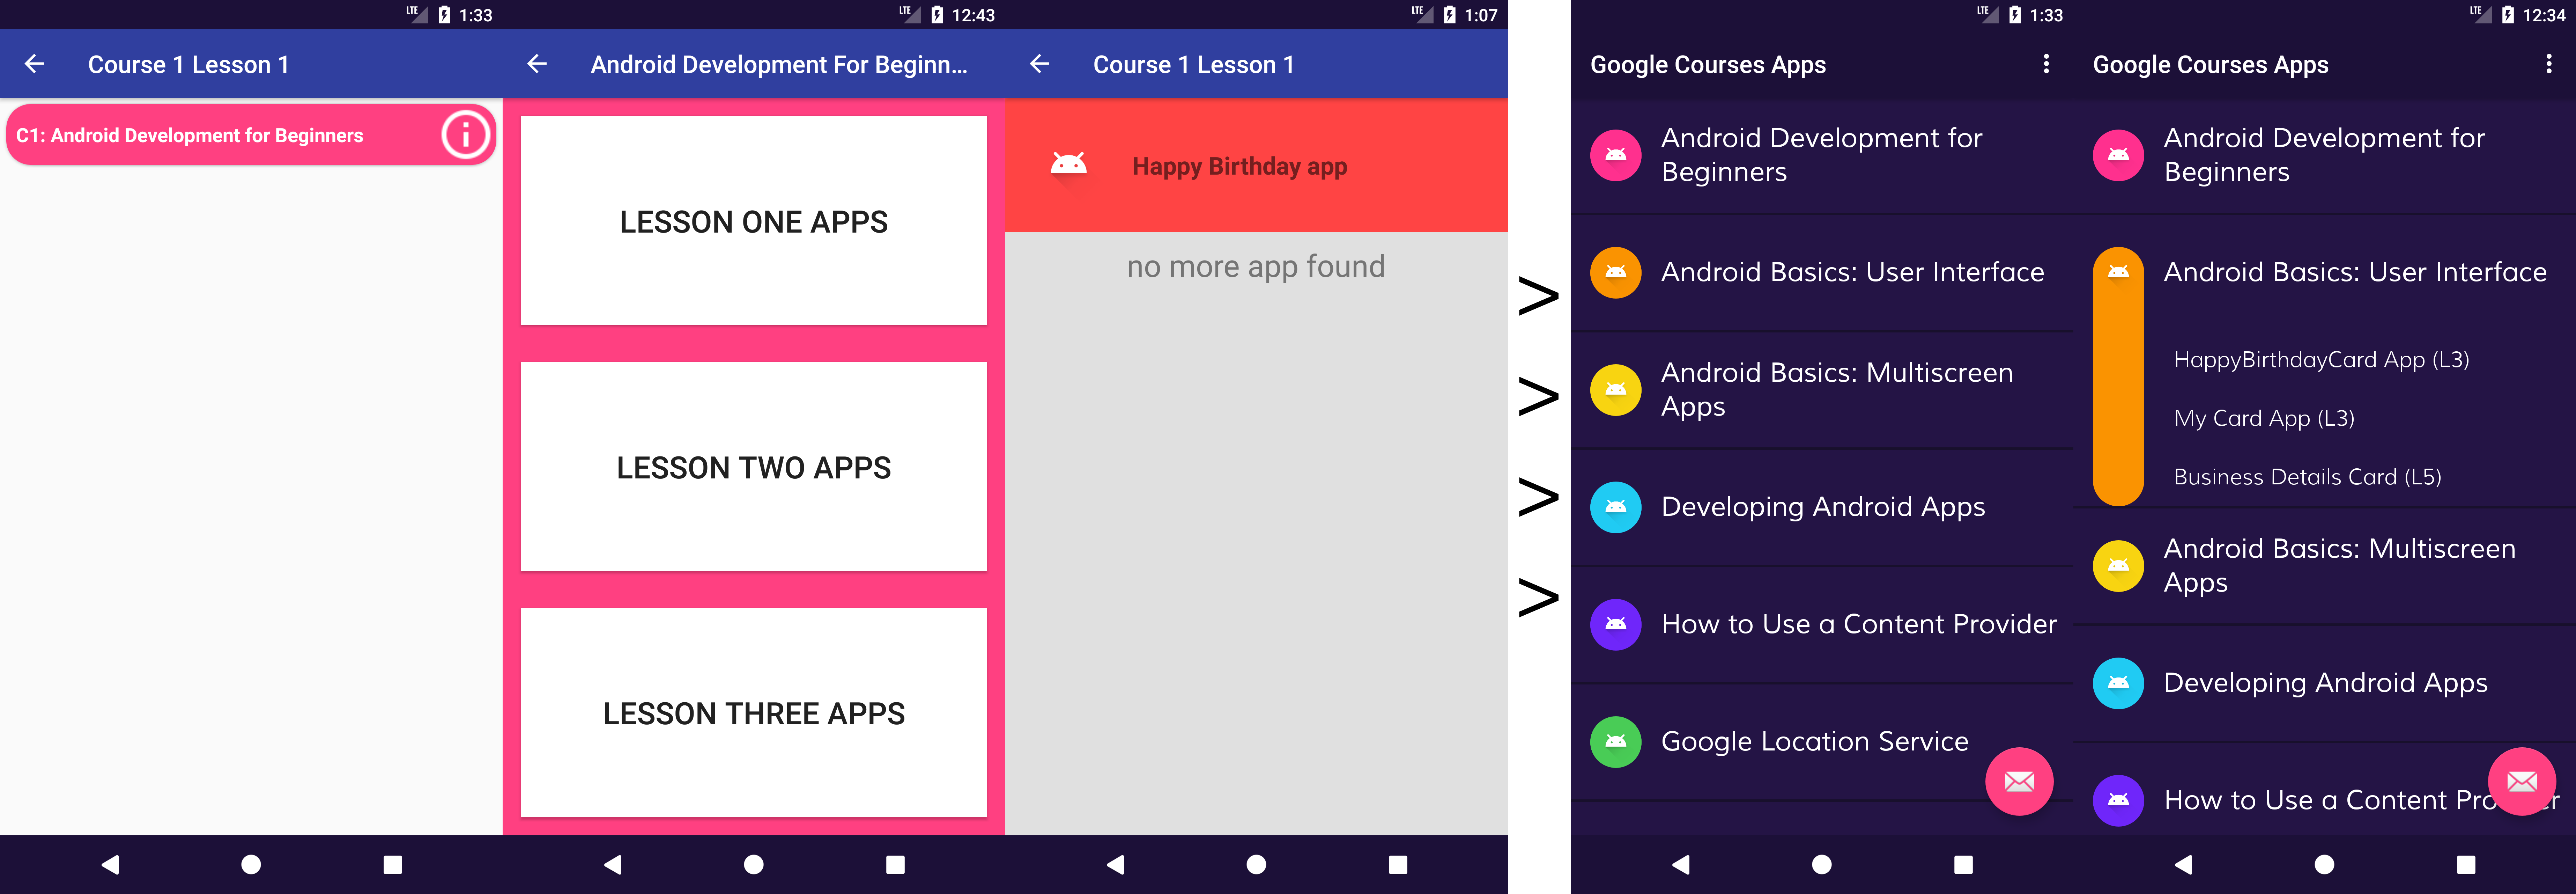 LTE 1:33
Course 1 Lesson 1
C1: Android Development for Beginners
LTE 12:43
Android Development For Beginn...
LESSON ONE APPS
LESSON TWO APPS
LESSON THREE APPS
LTE 1:07
Course 1 Lesson 1
Happy Birthday app
no more app found
>
>
>
>
LTE 1:33
Google Courses Apps
Android Development for
Beginners
Android Basics: User Interface
Android Basics: Multiscreen
Apps
Developing Android Apps
How to Use a Content Provider
Google Location Service
LTE 12:34
Google Courses Apps
Android Development for
Beginners
Android Basics: User Interface
HappyBirthdayCard App (L3)
My Card App (L3)
Business Details Card (L5)
Android Basics: Multiscreen
Apps
Developing Android Apps
How to Use a Content